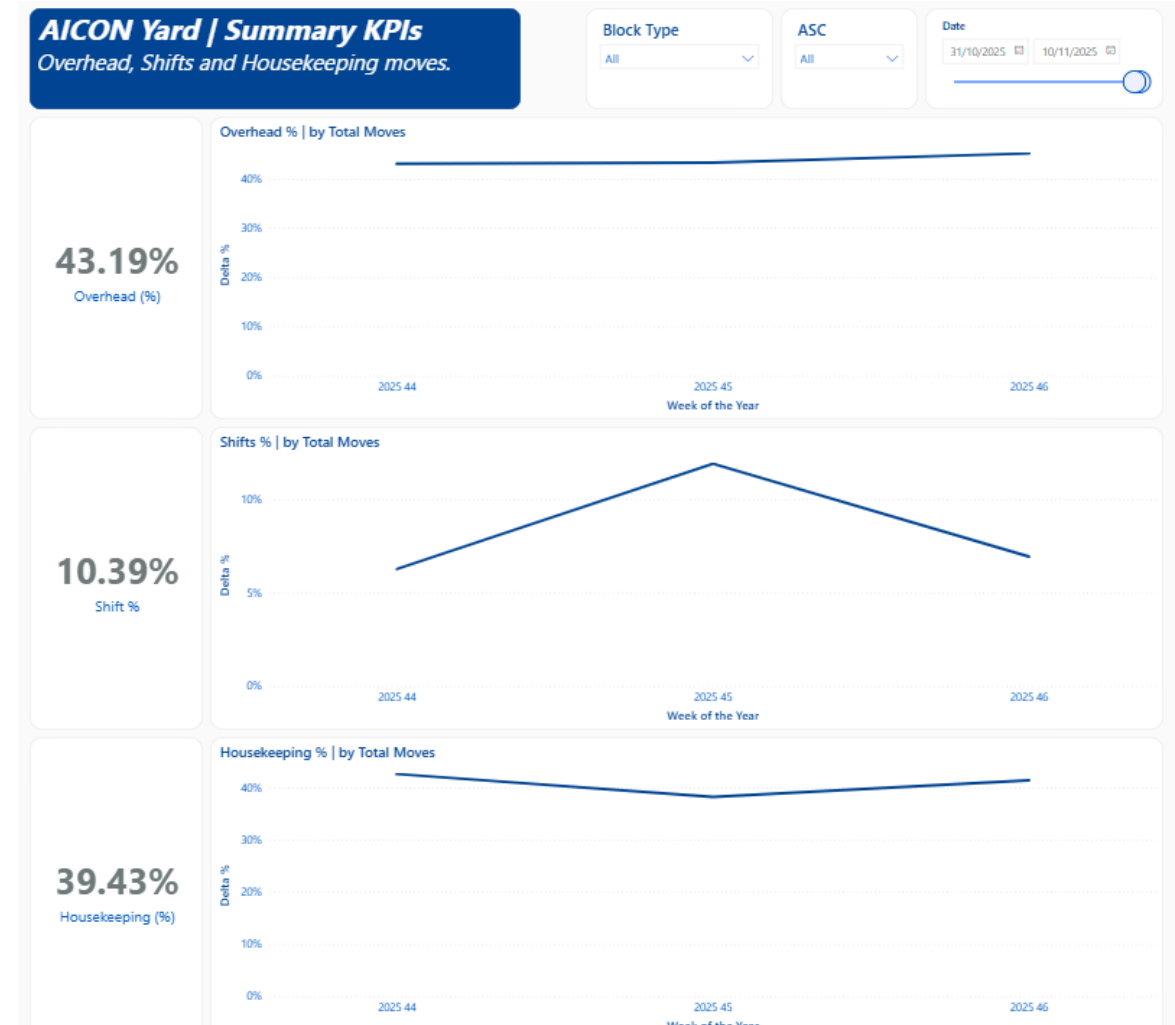 AICON Yard | Summary KPIs
Overhead, Shifts and Housekeeping moves.
Block Type
All
ASC
All
Date
31/10/2025
10/11/2025
43.19%
Overhead (%)
Overhead % | by Total Moves
Delta %
40%
30%
20%
10%
0%
2025 44
2025 45
2025 46
Week of the Year
10.39%
Shift %
Shifts % | by Total Moves
Delta %
10%
5%
0%
2025 44
2025 45
2025 46
Week of the Year
39.43%
Housekeeping (%)
Housekeeping % | by Total Moves
Delta %
40%
30%
20%
10%
0%
2025 44
2025 45
2025 46
Week of the Year